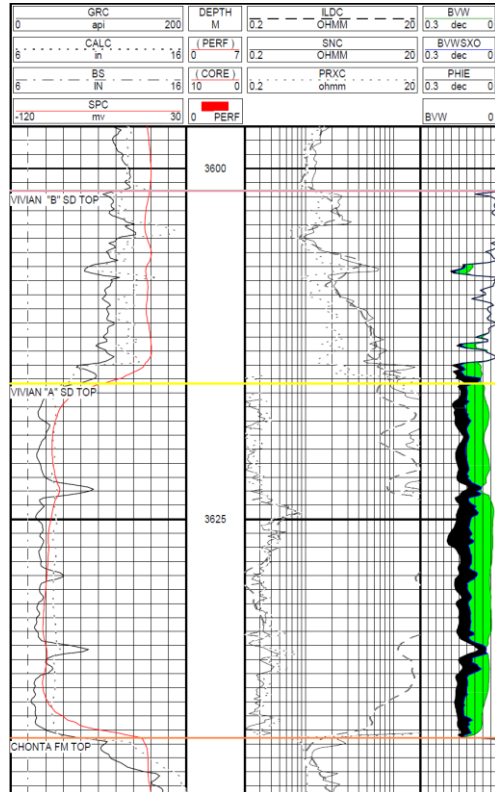 GRC DEPTH ILDC BVW
0 api 200 M 0.2 OHMM 20 0.3 dec 0
CALC (PERF) SNC BVWSXO
6 in 16 0 7 0.2 OHMM 20 0.3 dec 0
BS (CORE) PRXC PHIE
6 IN 16 10 0 0.2 ohmm 20 0.3 dec 0
SPC
-120 mv 30 0 PERF BVW 0
3600
VIVIAN "B" SD TOP
VIVIAN "A" SD TOP
3625
CHONTA FM TOP